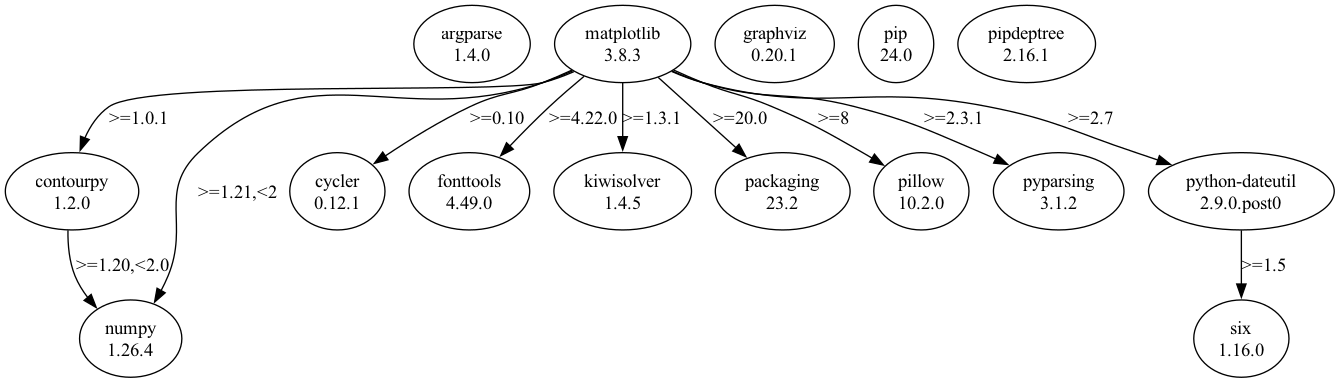 argparse
1.4.0
matplotlib
3.8.3
graphviz
0.20.1
pip
24.0
pipdeptree
2.16.1
>=1.0.1
>=1.21,<2
>=0.10
>=4.22.0
>=1.3.1
>=20.0
>=8
>=2.3.1
>=2.7
contourpy
1.2.0
cycler
0.12.1
fonttools
4.49.0
kiwisolver
1.4.5
packaging
23.2
pillow
10.2.0
pyparsing
3.1.2
python-dateutil
2.9.0.post0
>=1.20,<2.0
>=1.5
numpy
1.26.4
six
1.16.0